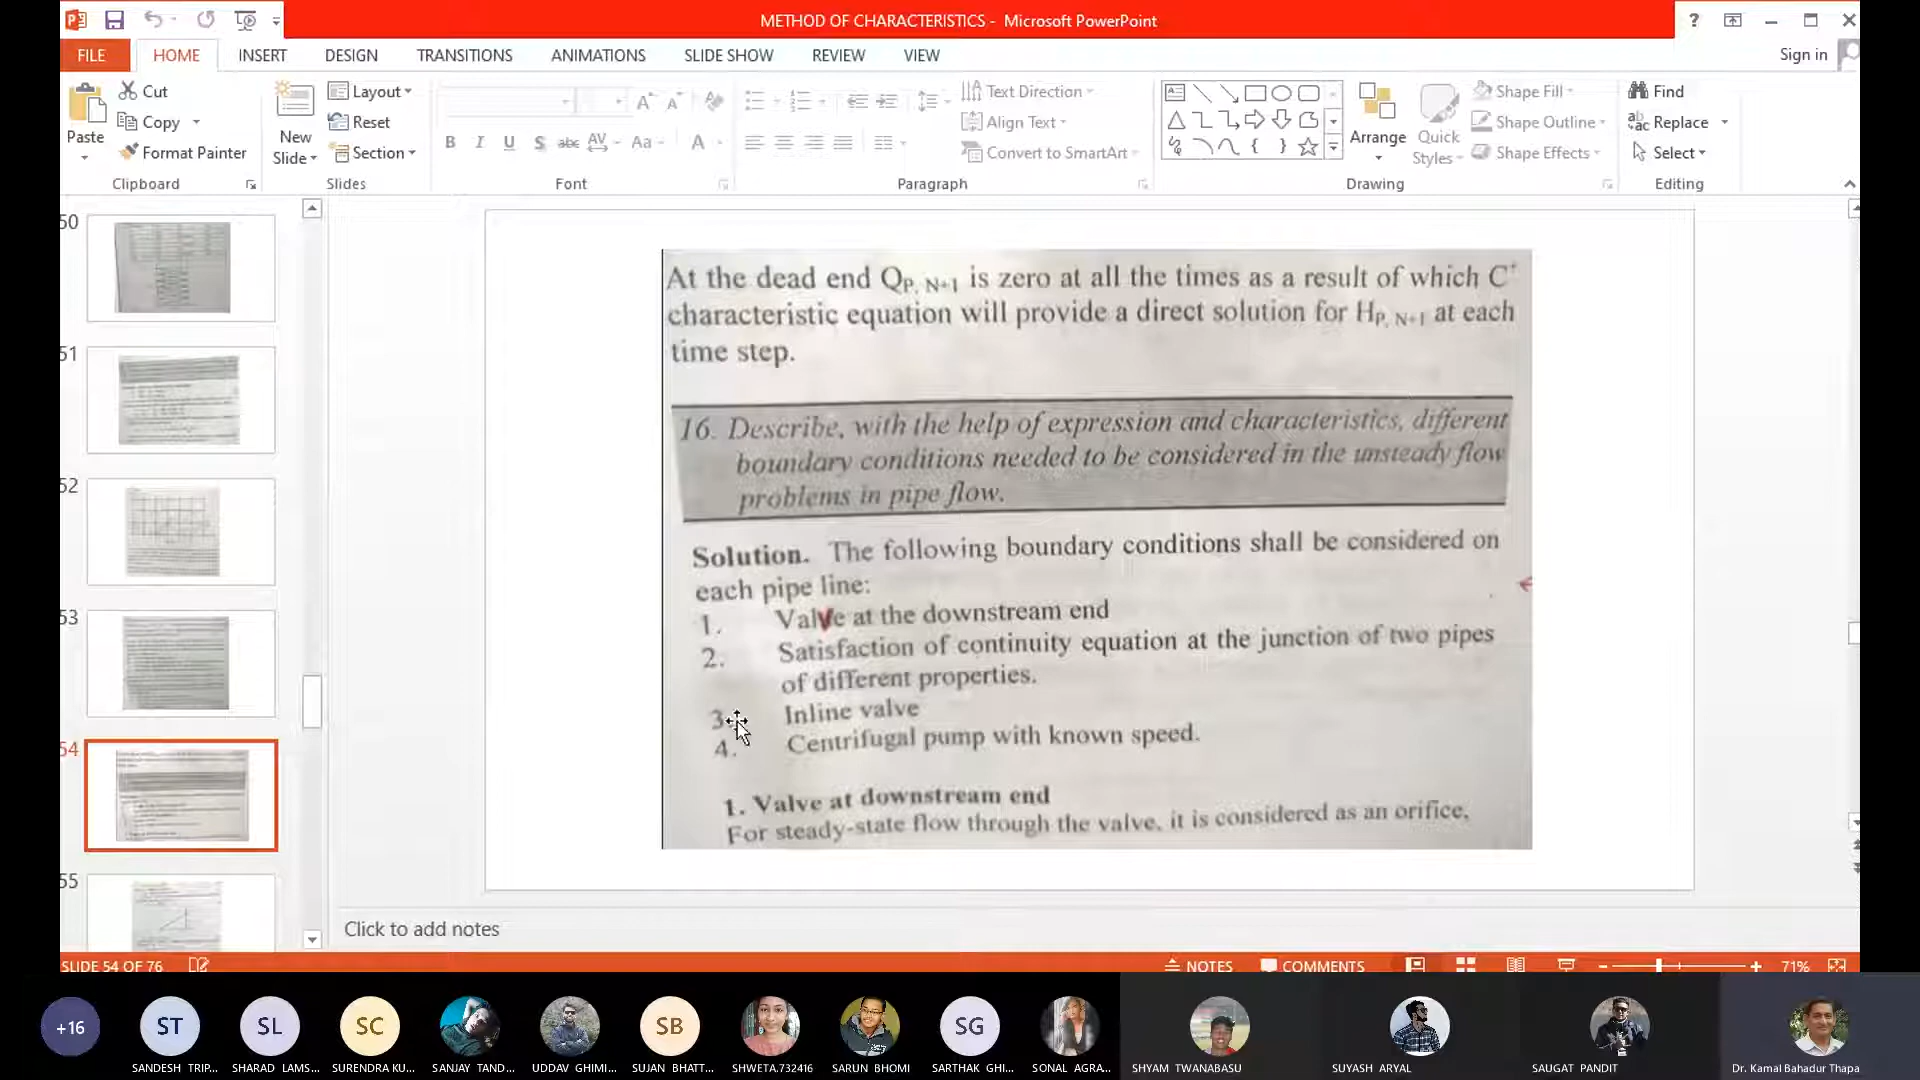 METHOD OF CHARACTERISTICS - Microsoft PowerPoint
FILE HOME INSERT DESIGN TRANSITIONS ANIMATIONS SLIDE SHOW REVIEW VIEW Sign in
Paste
Cut
Copy
Format Painter
Clipboard
New Slide
Layout
Reset
Section
Slides
B I U S abc AV Aa A
Font
Text Direction
Align Text
Convert to SmartArt
Paragraph
Arrange
Quick Styles
Shape Fill
Shape Outline
Shape Effects
Drawing
Find
Replace
Select
Editing
50
51
52
53
54
55
At the dead end QP, N+1 is zero at all the times as a result of which C+
characteristic equation will provide a direct solution for HP, N+1 at each
time step.
16. Describe, with the help of expression and characteristics, different
boundary conditions needed to be considered in the unsteady flow
problems in pipe flow.
Solution. The following boundary conditions shall be considered on
each pipe line:
1. Valve at the downstream end
2. Satisfaction of continuity equation at the junction of two pipes
of different properties.
3. Inline valve
4. Centrifugal pump with known speed.
1. Valve at downstream end
For steady-state flow through the valve, it is considered as an orifice,
Click to add notes
SLIDE 54 OF 76 NOTES COMMENTS 71%
+16 ST SL SC SB SG
SANDESH TRIP... SHARAD LAMS... SURENDRA KU... SANJAY TAND... UDDAV GHIMI... SUJAN BHATT... SHWETA.732416 SARUN BHOMI SARTHAK GHI... SONAL AGRA... SHYAM TWANABASU SUYASH ARYAL SAUGAT PANDIT Dr. Kamal Bahadur Thapa